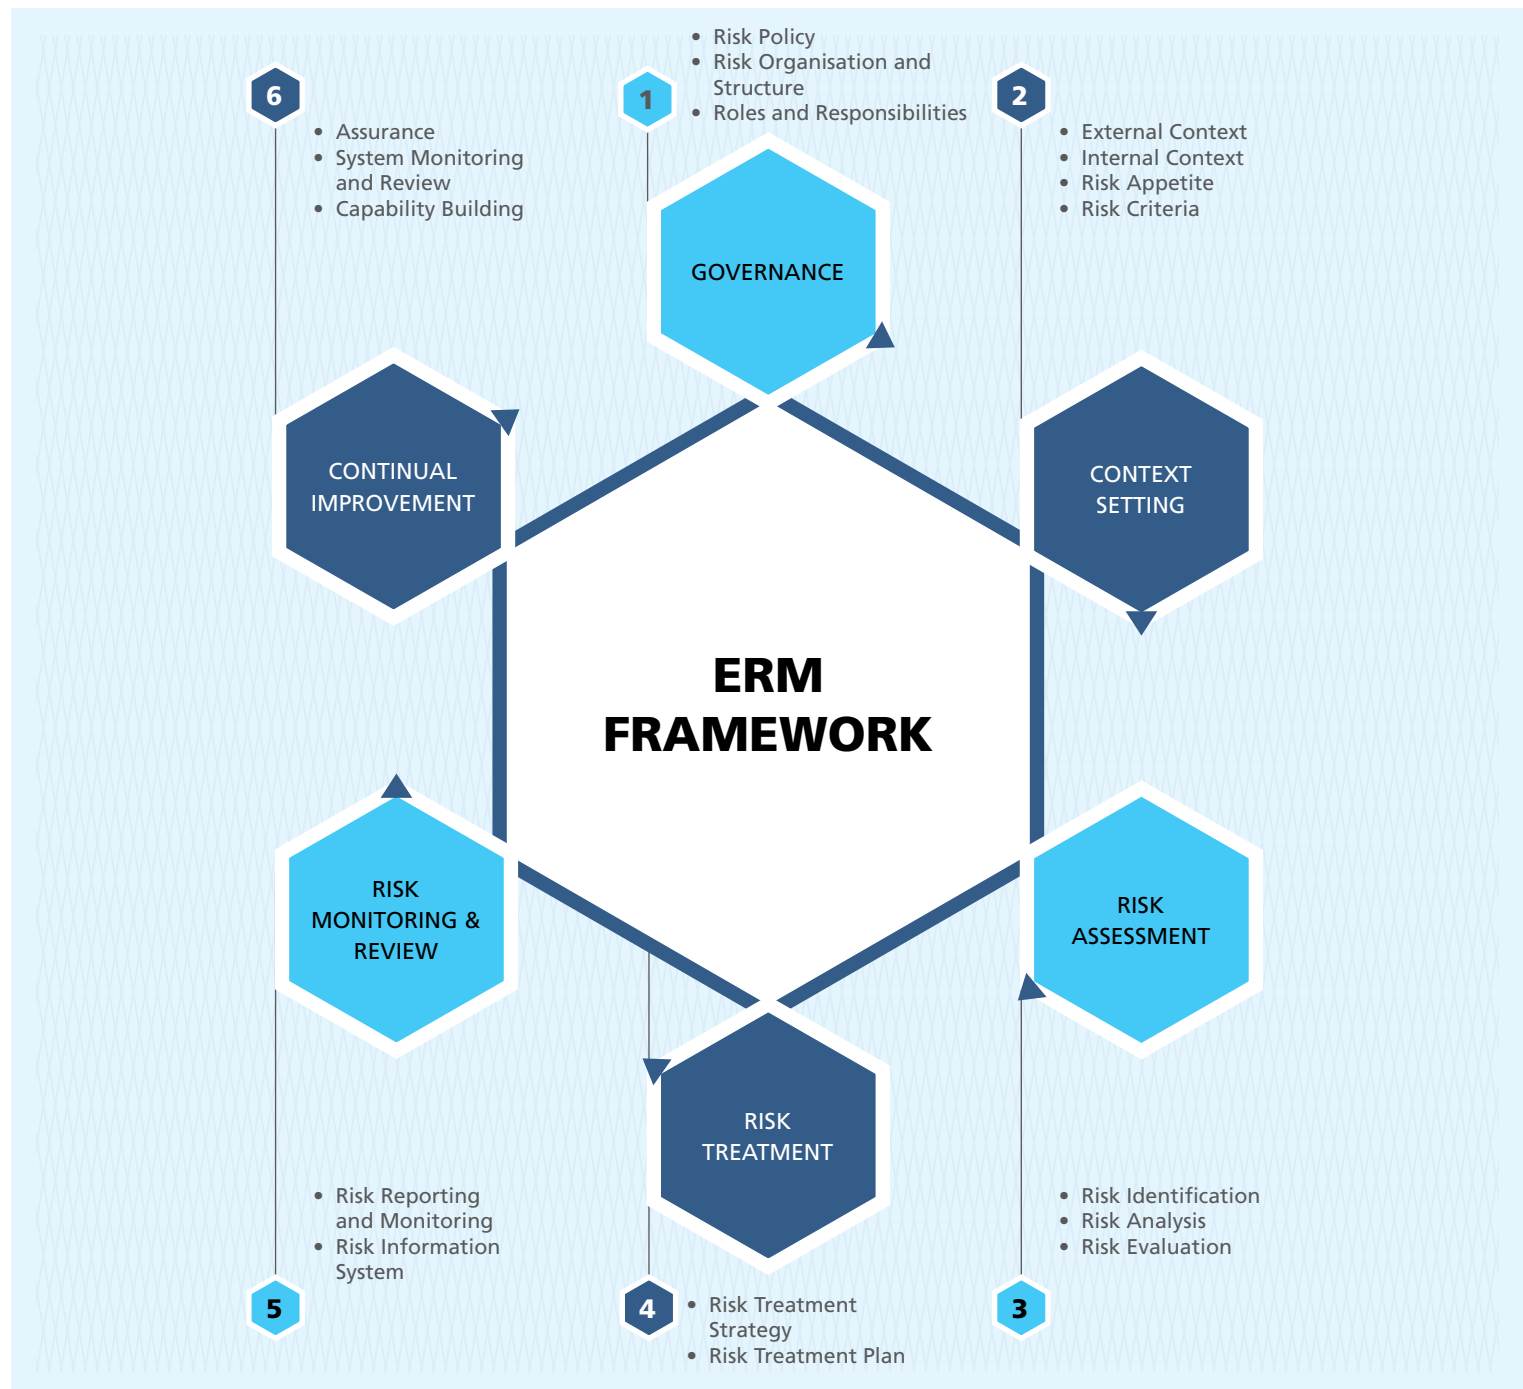 1
• Risk Policy
• Risk Organisation and
Structure
• Roles and Responsibilities
GOVERNANCE
2
• External Context
• Internal Context
• Risk Appetite
• Risk Criteria
CONTEXT
SETTING
ERM
FRAMEWORK
RISK
ASSESSMENT
• Risk Identification
• Risk Analysis
• Risk Evaluation
3
RISK
TREATMENT
4
• Risk Treatment
Strategy
• Risk Treatment Plan
RISK
MONITORING &
REVIEW
• Risk Reporting
and Monitoring
• Risk Information
System
5
6
• Assurance
• System Monitoring
and Review
• Capability Building
CONTINUAL
IMPROVEMENT